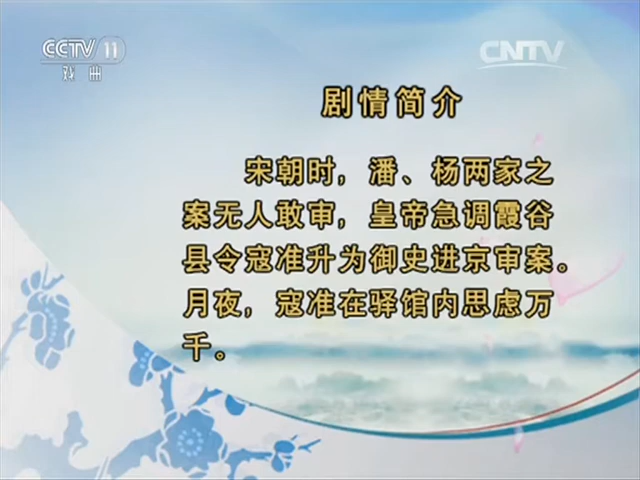 CCTV 11
戏曲
CNTV
剧情简介
宋朝时，潘、杨两家之
案无人敢审，皇帝急调霞谷
县令寇准升为御史进京审案。
月夜，寇准在驿馆内思虑万
千。